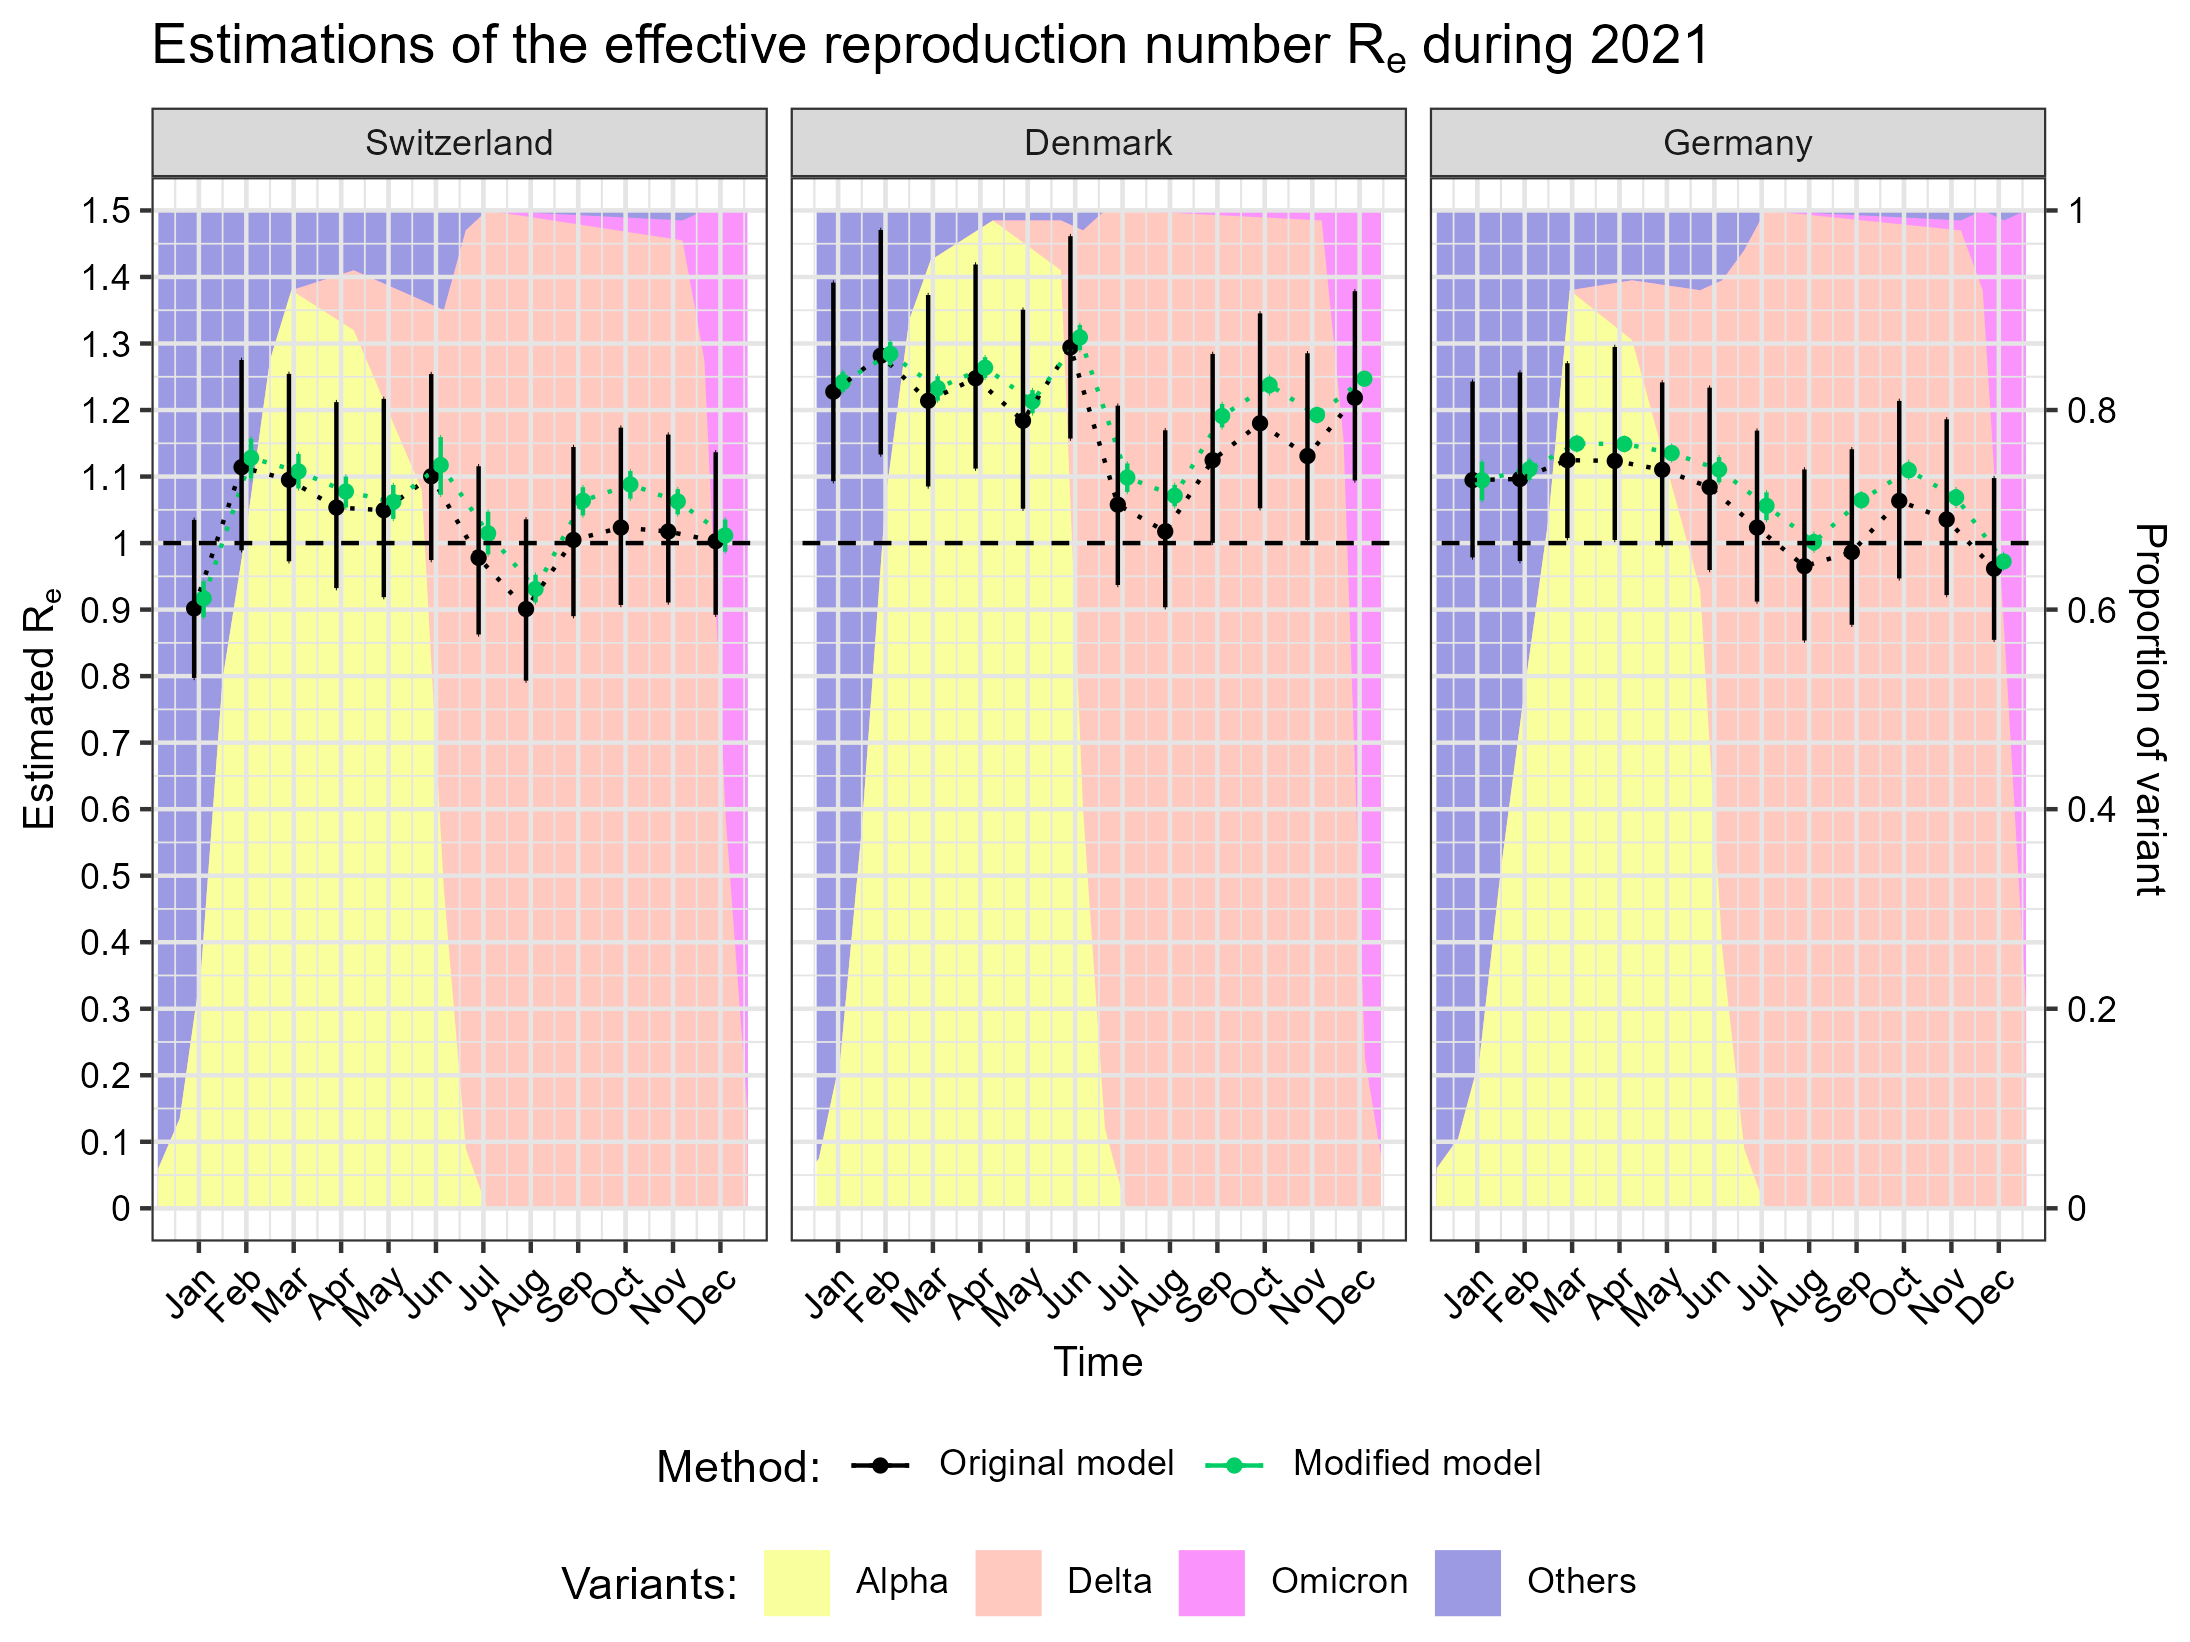 Estimations of the effective reproduction number Re during 2021
Switzerland Denmark Germany
Estimated Re
1.5
1.4
1.3
1.2
1.1
1
0.9
0.8
0.7
0.6
0.5
0.4
0.3
0.2
0.1
0
1
0.8
0.6
0.4
0.2
0
Proportion of variant
Jan Feb Mar Apr May Jun Jul Aug Sep Oct Nov Dec
Jan Feb Mar Apr May Jun Jul Aug Sep Oct Nov Dec
Jan Feb Mar Apr May Jun Jul Aug Sep Oct Nov Dec
Time
Method: Original model Modified model
Variants: Alpha Delta Omicron Others